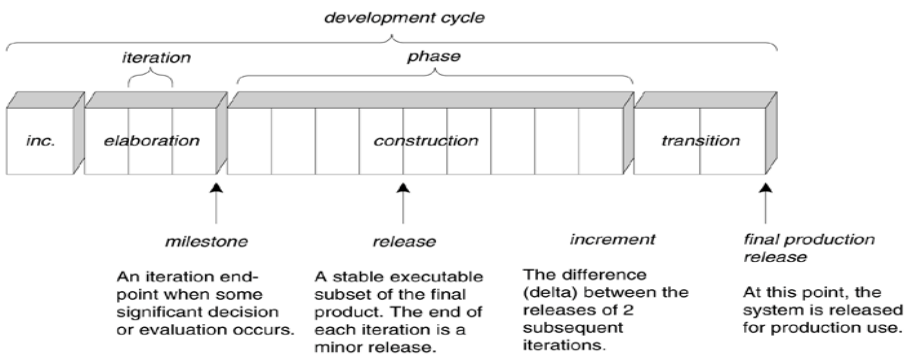 development cycle
iteration
phase
inc.
elaboration
construction
transition
milestone
An iteration end-
point when some
significant decision
or evaluation occurs.
release
A stable executable
subset of the final
product. The end of
each iteration is a
minor release.
increment
The difference
(delta) between the
releases of 2
subsequent
iterations.
final production
release
At this point, the
system is released
for production use.